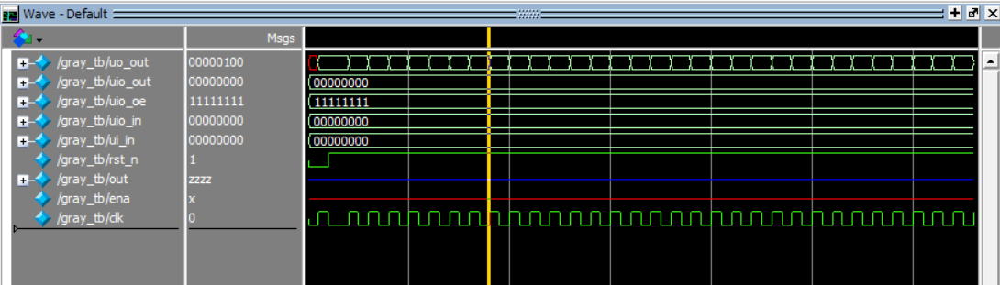 Wave - Default
Msgs
/gray_tb/uo_out 00000100
/gray_tb/uio_out 00000000 00000000
/gray_tb/uio_oe 11111111 11111111
/gray_tb/uio_in 00000000 00000000
/gray_tb/ui_in 00000000 00000000
/gray_tb/rst_n 1
/gray_tb/out zzzz
/gray_tb/ena x
/gray_tb/clk 0